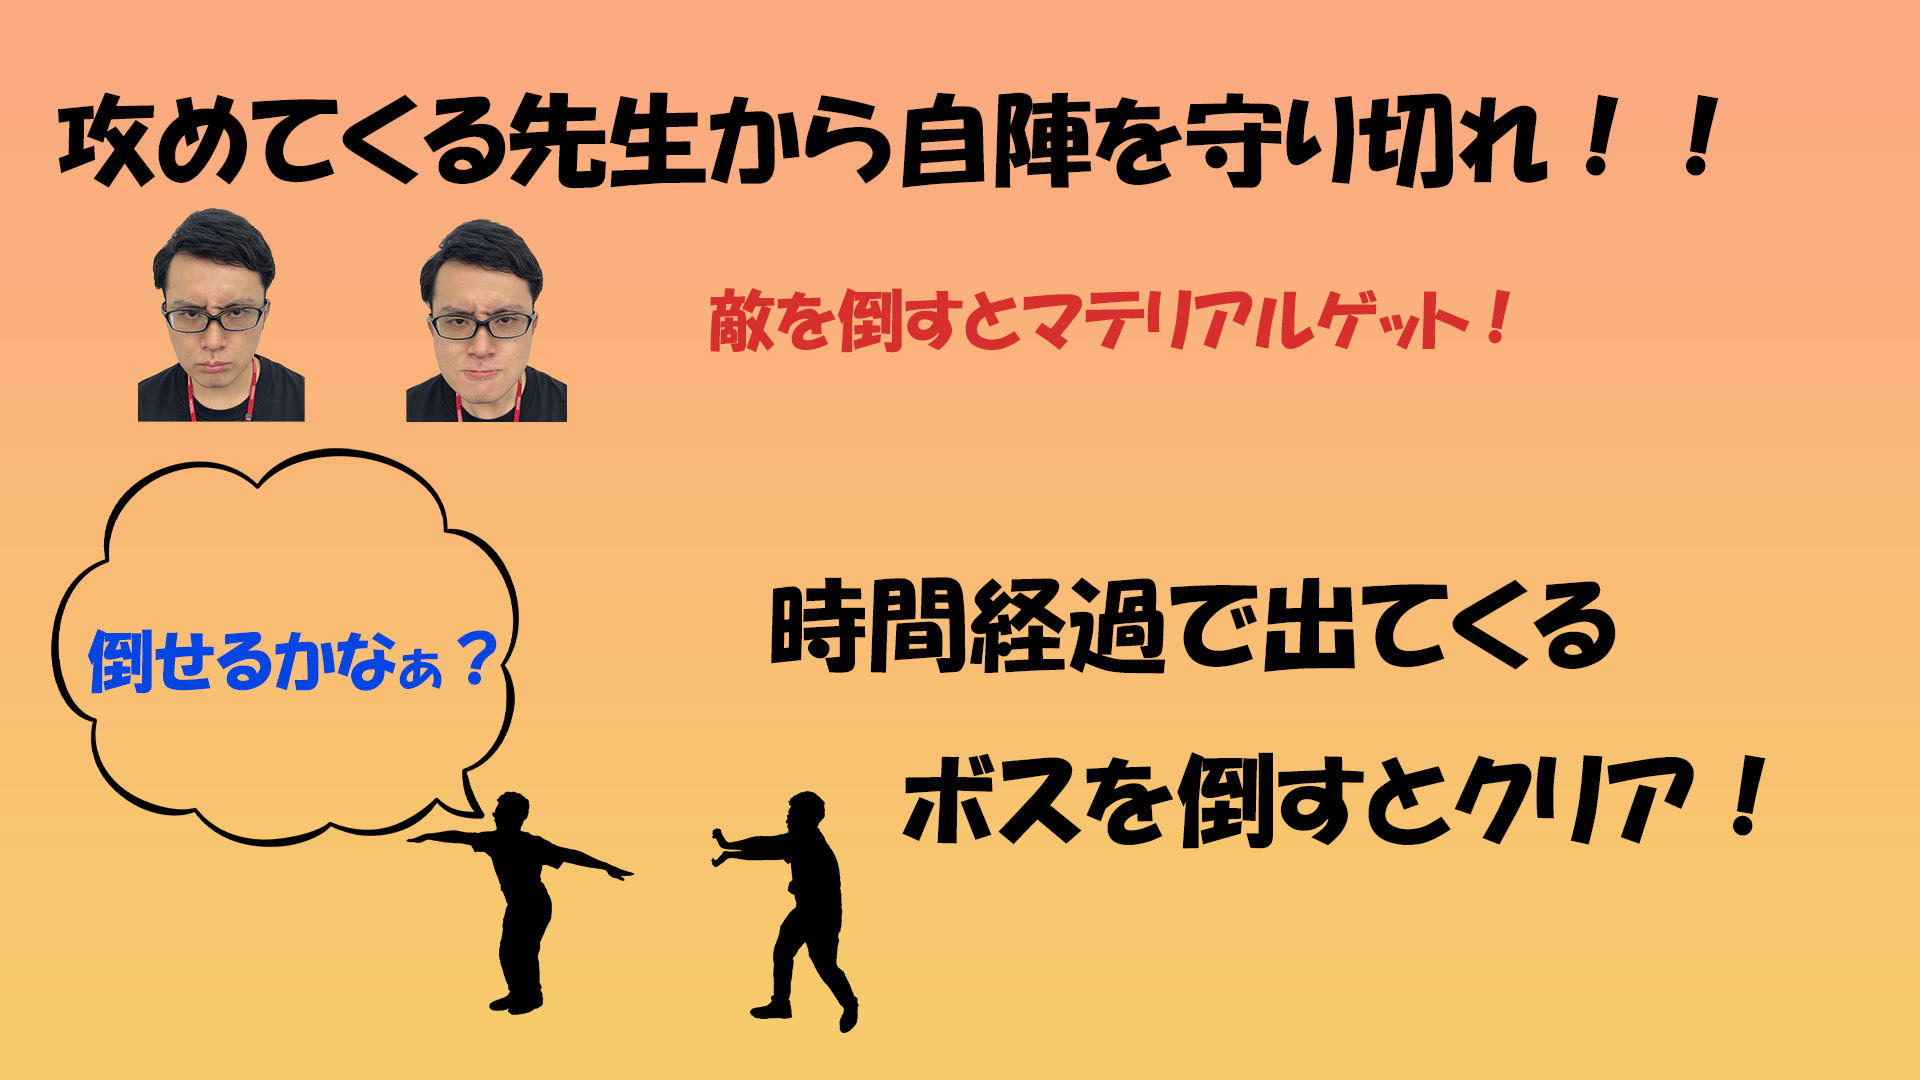 攻めてくる先生から自陣を守り切れ！！
敵を倒すとマテリアルゲット！
倒せるかなぁ？
時間経過で出てくる
ボスを倒すとクリア！